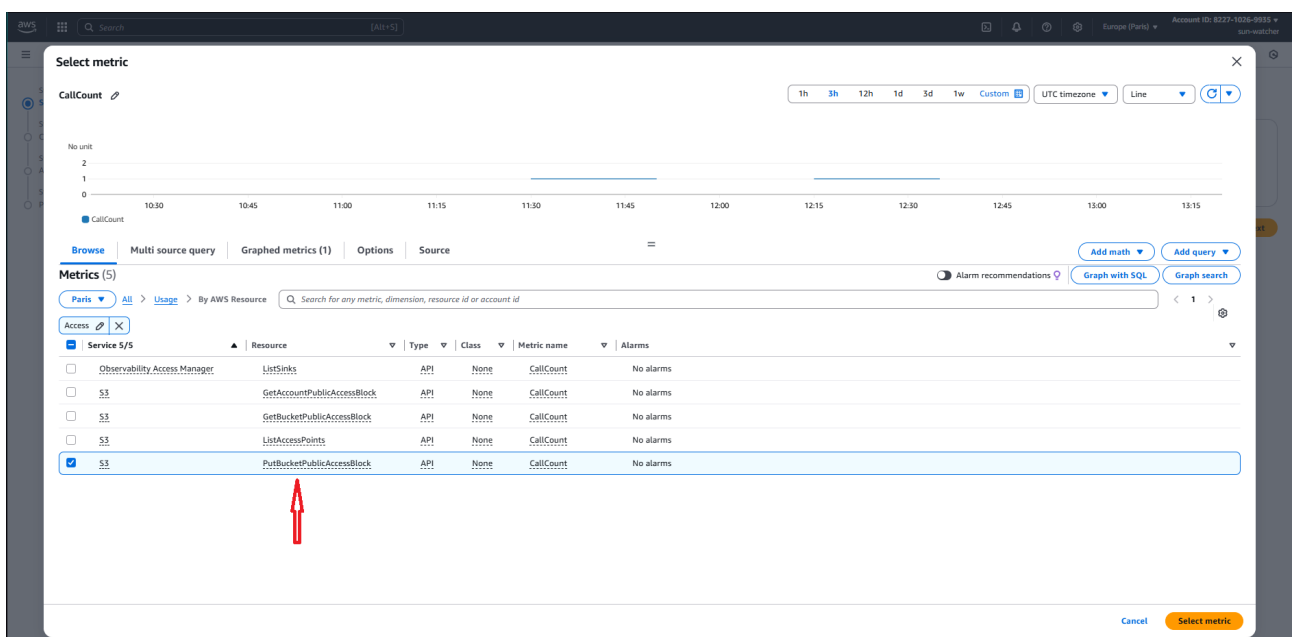 aws
Search
[Alt+S]
Europe (Paris)
Account ID: 8227-1026-9935
sun-watcher
Select metric
CallCount
1h 3h 12h 1d 3d 1w Custom
UTC timezone
Line
No unit
2
1
0
10:30 10:45 11:00 11:15 11:30 11:45 12:00 12:15 12:30 12:45 13:00 13:15
CallCount
Browse Multi source query Graphed metrics (1) Options Source
Add math Add query
Metrics (5)
Alarm recommendations Graph with SQL Graph search
Paris All > Usage > By AWS Resource Search for any metric, dimension, resource id or account id
1
Access
Service 5/5 Resource Type Class Metric name Alarms
Observability Access Manager ListSinks API None CallCount No alarms
S3 GetAccountPublicAccessBlock API None CallCount No alarms
S3 GetBucketPublicAccessBlock API None CallCount No alarms
S3 ListAccessPoints API None CallCount No alarms
S3 PutBucketPublicAccessBlock API None CallCount No alarms
Cancel Select metric